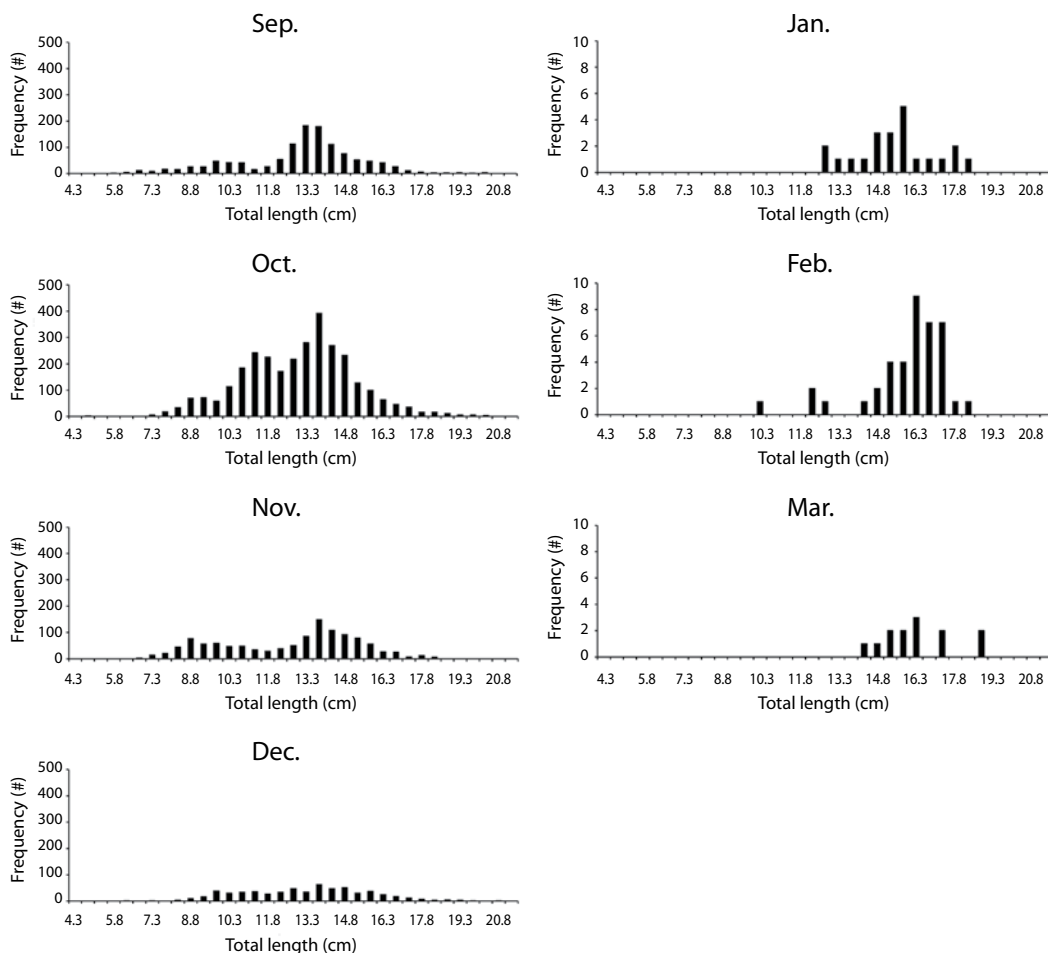 Sep.
Frequency (#)
500
400
300
200
100
0
4.3 5.8 7.3 8.8 10.3 11.8 13.3 14.8 16.3 17.8 19.3 20.8
Total length (cm)
Jan.
Frequency (#)
10
8
6
4
2
0
4.3 5.8 7.3 8.8 10.3 11.8 13.3 14.8 16.3 17.8 19.3 20.8
Total length (cm)
Oct.
Frequency (#)
500
400
300
200
100
0
4.3 5.8 7.3 8.8 10.3 11.8 13.3 14.8 16.3 17.8 19.3 20.8
Total length (cm)
Feb.
Frequency (#)
10
8
6
4
2
0
4.3 5.8 7.3 8.8 10.3 11.8 13.3 14.8 16.3 17.8 19.3 20.8
Total length (cm)
Nov.
Frequency (#)
500
400
300
200
100
0
4.3 5.8 7.3 8.8 10.3 11.8 13.3 14.8 16.3 17.8 19.3 20.8
Total length (cm)
Mar.
Frequency (#)
10
8
6
4
2
0
4.3 5.8 7.3 8.8 10.3 11.8 13.3 14.8 16.3 17.8 19.3 20.8
Total length (cm)
Dec.
Frequency (#)
500
400
300
200
100
0
4.3 5.8 7.3 8.8 10.3 11.8 13.3 14.8 16.3 17.8 19.3 20.8
Total length (cm)